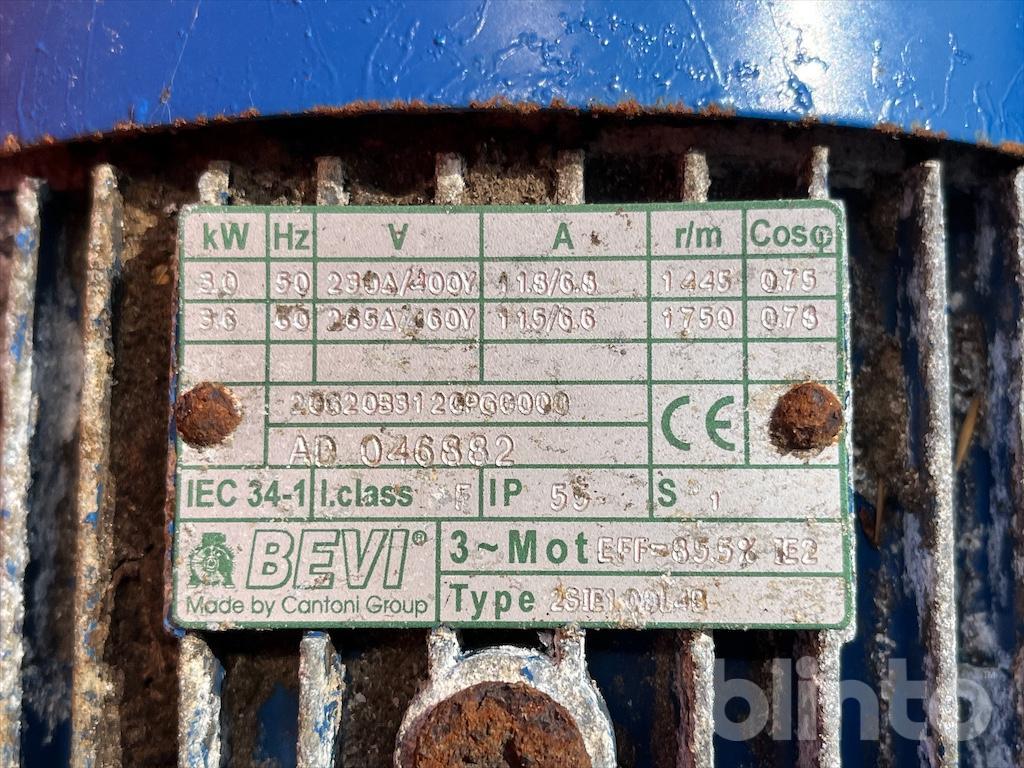 kW Hz V A r/m Cosφ
3.0 50 230Δ/400Y 11.8/6.8 1445 0.75
3.6 60 265Δ/460Y 11.5/6.6 1750 0.78
CE
AD 046882
IEC 34-1 I.class F IP 55 S 1
BEVI® 3~Mot EFF=85.5% IE2
Made by Cantoni Group Type
blinto™